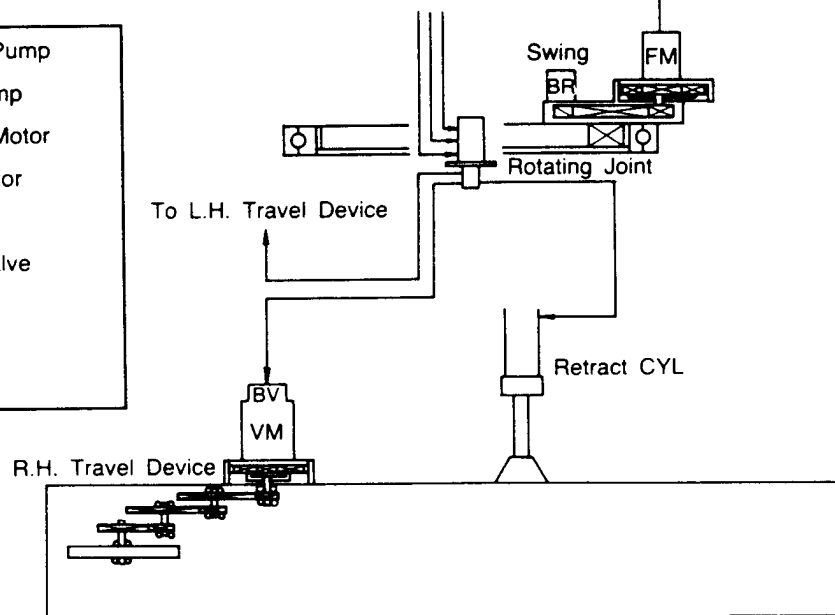 Pump
mp
Motor
or
lve
Swing
FM
BR
Rotating Joint
To L.H. Travel Device
Retract CYL
BV
VM
R.H. Travel Device